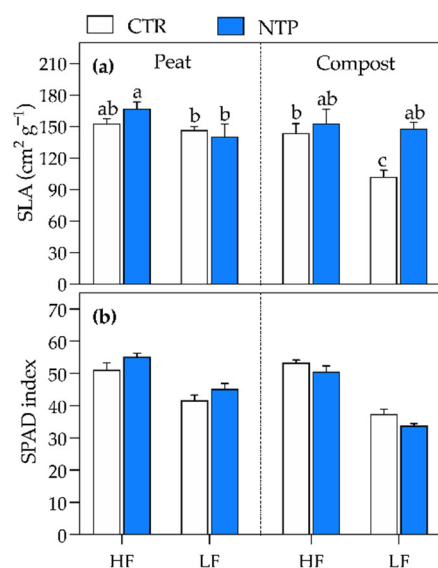 CTR NTP
(a) Peat Compost
SLA (cm² g⁻¹)
210
180
150
120
90
60
30
0
ab a b b b ab c ab
(b)
SPAD index
70
60
50
40
30
20
10
0
HF LF HF LF